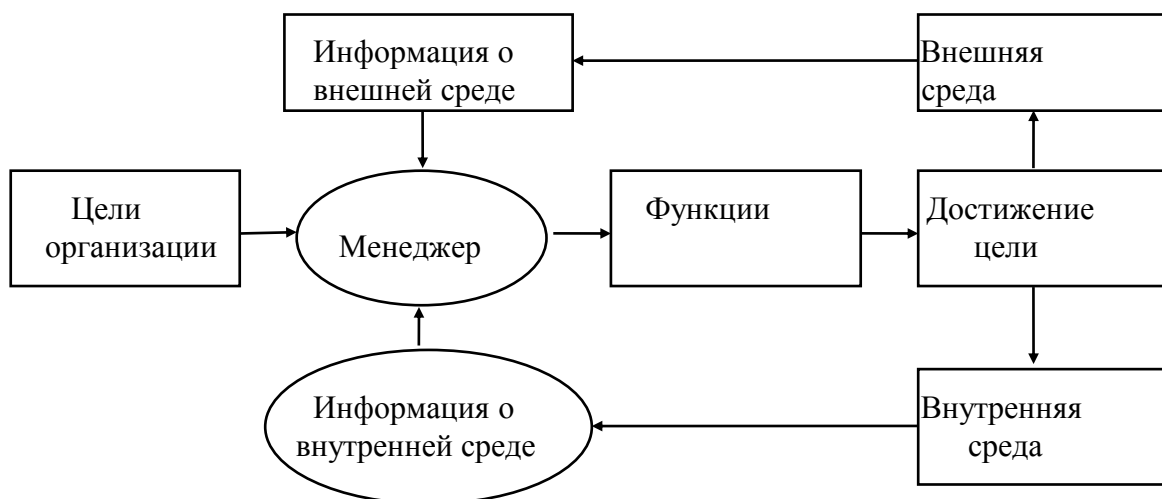 Информация о
внешней среде
Внешняя
среда
Цели
организации
Менеджер
Функции
Достижение
цели
Информация о
внутренней среде
Внутренняя
среда